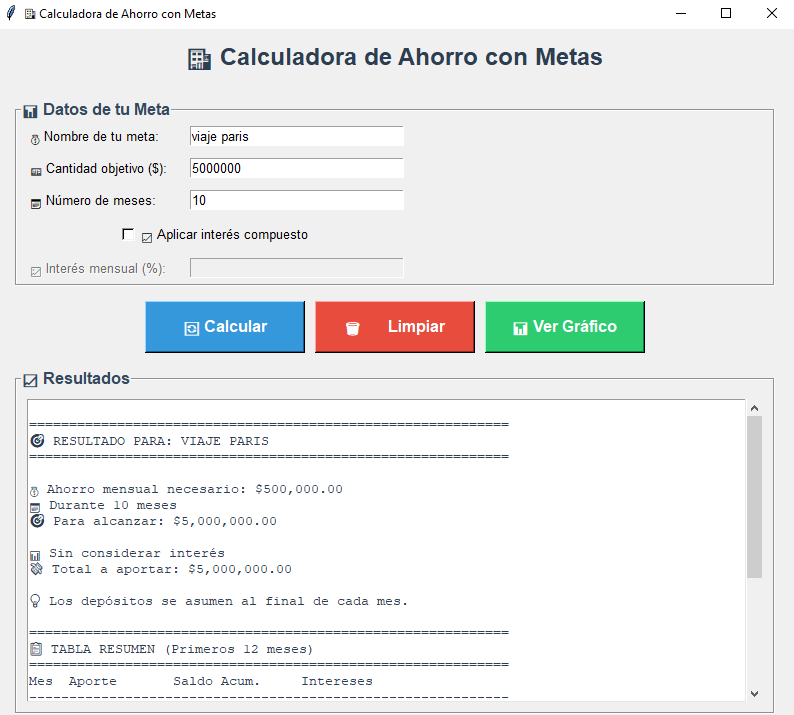 Calculadora de Ahorro con Metas
Calculadora de Ahorro con Metas
Datos de tu Meta
Nombre de tu meta: viaje paris
Cantidad objetivo ($): 5000000
Número de meses: 10
Aplicar interés compuesto
Interés mensual (%):
Calcular Limpiar Ver Gráfico
Resultados
============================================================
🎯 RESULTADO PARA: VIAJE PARIS
============================================================
💰 Ahorro mensual necesario: $500,000.00
📅 Durante 10 meses
🎯 Para alcanzar: $5,000,000.00
📊 Sin considerar interés
💸 Total a aportar: $5,000,000.00
💡 Los depósitos se asumen al final de cada mes.
============================================================
📋 TABLA RESUMEN (Primeros 12 meses)
============================================================
Mes Aporte Saldo Acum. Intereses
------------------------------------------------------------